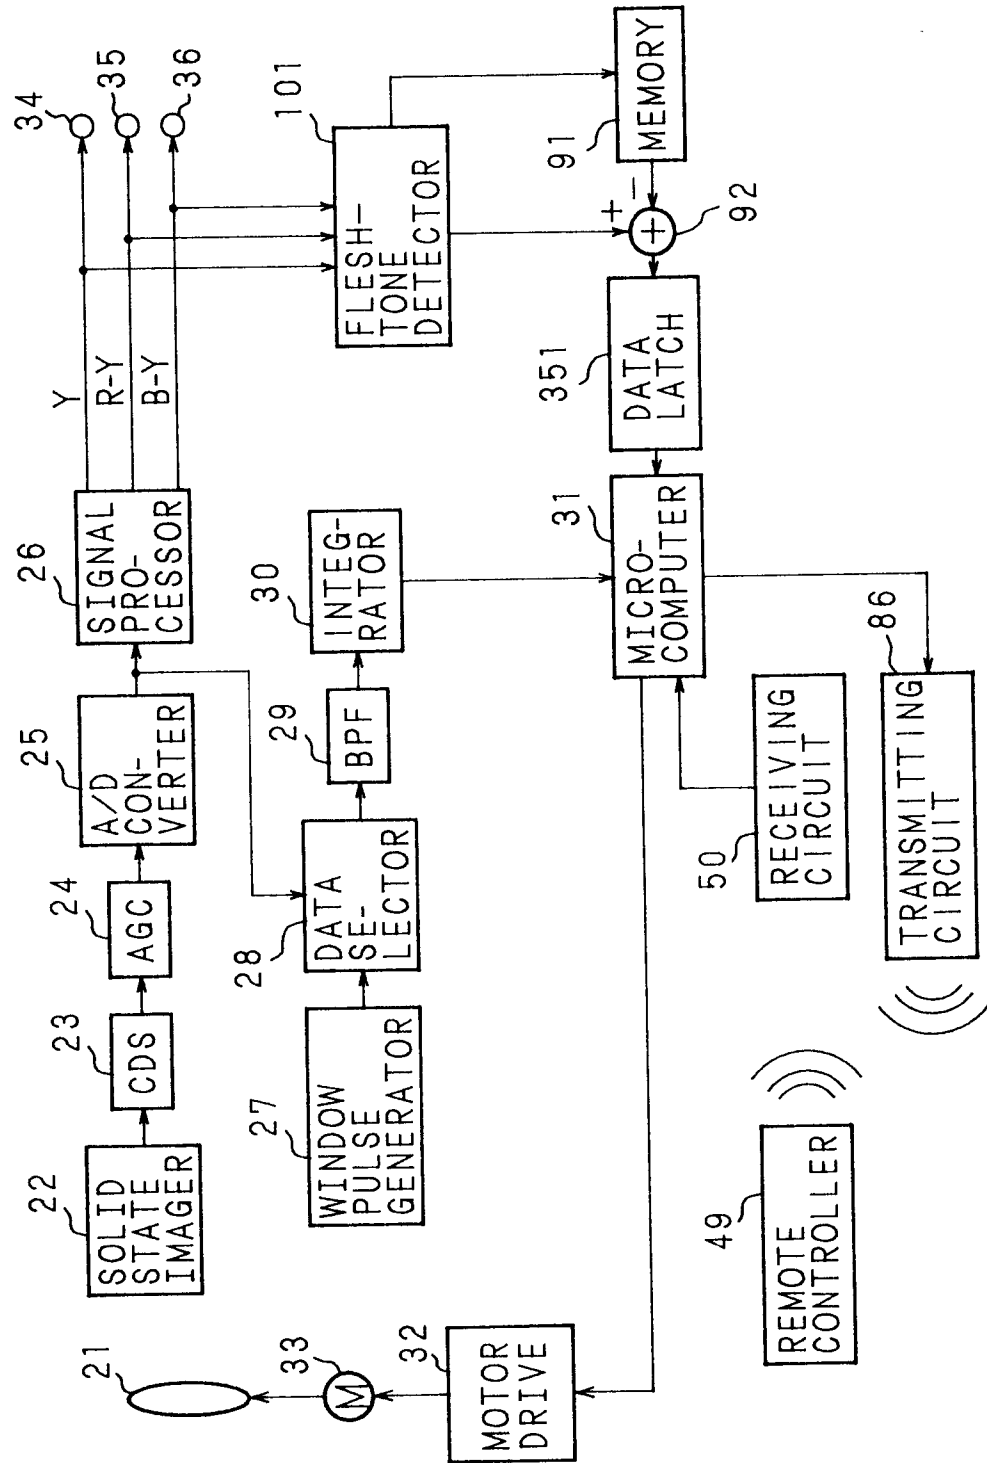 21
22
SOLID
STATE
IMAGER
23
CDS
24
AGC
25
A/D
CON-
VERTER
26
SIGNAL
PRO-
CESSOR
Y
R-Y
B-Y
34
35
36
33
M
32
MOTOR
DRIVE
27
WINDOW
PULSE
GENERATOR
28
DATA
SE-
LECTOR
29
BPF
30
INTEG-
RATOR
101
FLESH-
TONE
DETECTOR
31
MICRO-
COMPUTER
351
DATA
LATCH
+
−
+
92
91
MEMORY
49
REMOTE
CONTROLLER
50
RECEIVING
CIRCUIT
86
TRANSMITTING
CIRCUIT